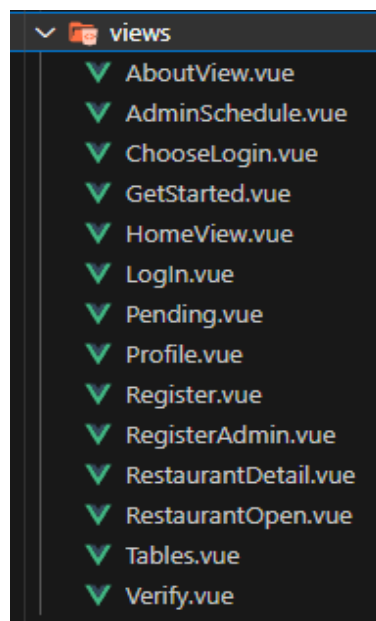 views
AboutView.vue
AdminSchedule.vue
ChooseLogin.vue
GetStarted.vue
HomeView.vue
LogIn.vue
Pending.vue
Profile.vue
Register.vue
RegisterAdmin.vue
RestaurantDetail.vue
RestaurantOpen.vue
Tables.vue
Verify.vue